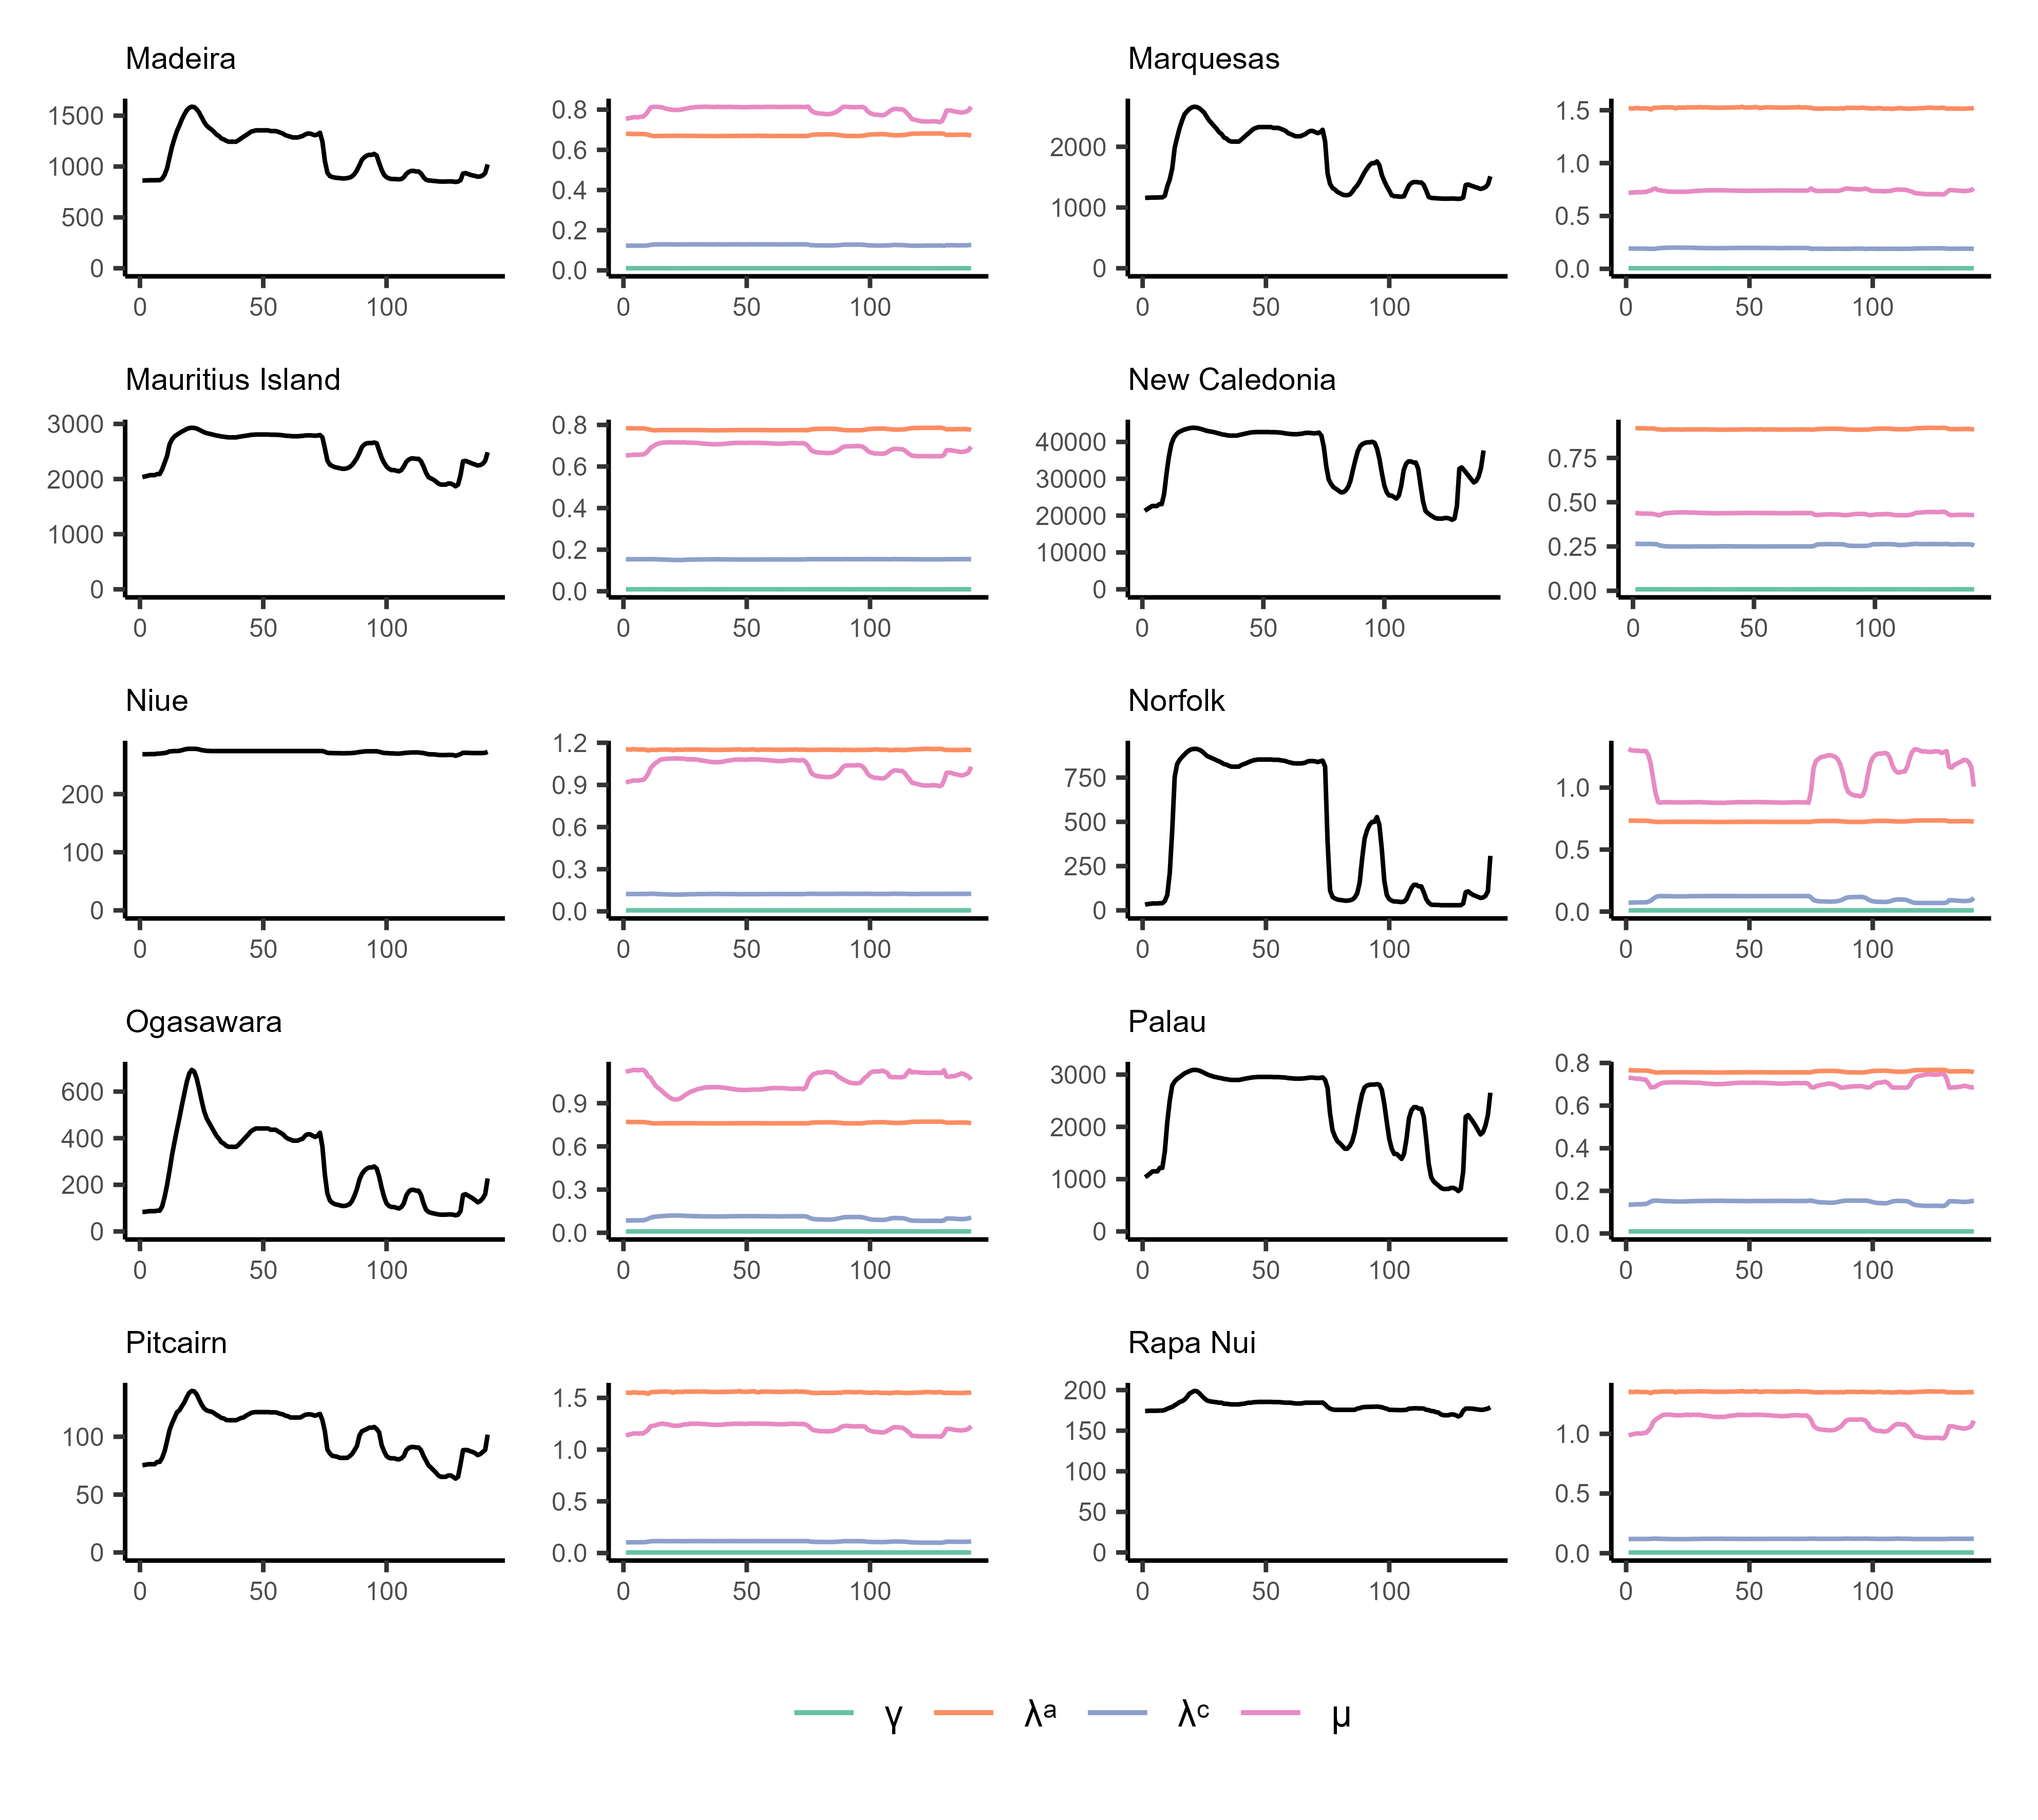 Madeira Marquesas
1500 0.8 2000 1.5
1000 0.6 1.0
500 0.4 1000 0.5
0 0.2 0 0.0
0.0
0 50 100 0 50 100 0 50 100 0 50 100
Mauritius Island New Caledonia
3000 0.8 40000 0.75
2000 0.6 30000 0.50
1000 0.4 20000 0.25
0 0.2 10000 0.00
0.0 0
0 50 100 0 50 100 0 50 100 0 50 100
Niue Norfolk
200 1.2 750 1.0
100 0.9 500 0.5
0 0.6 250 0.0
0.3 0
0.0
0 50 100 0 50 100 0 50 100 0 50 100
Ogasawara Palau
600 0.9 3000 0.8
400 0.6 2000 0.6
200 0.3 1000 0.4
0 0.0 0 0.2
0.0
0 50 100 0 50 100 0 50 100 0 50 100
Pitcairn Rapa Nui
100 1.5 200 1.0
50 1.0 150 0.5
0 0.5 100 0.0
0.0 50
0
0 50 100 0 50 100 0 50 100 0 50 100
γ λᵃ λᶜ μ